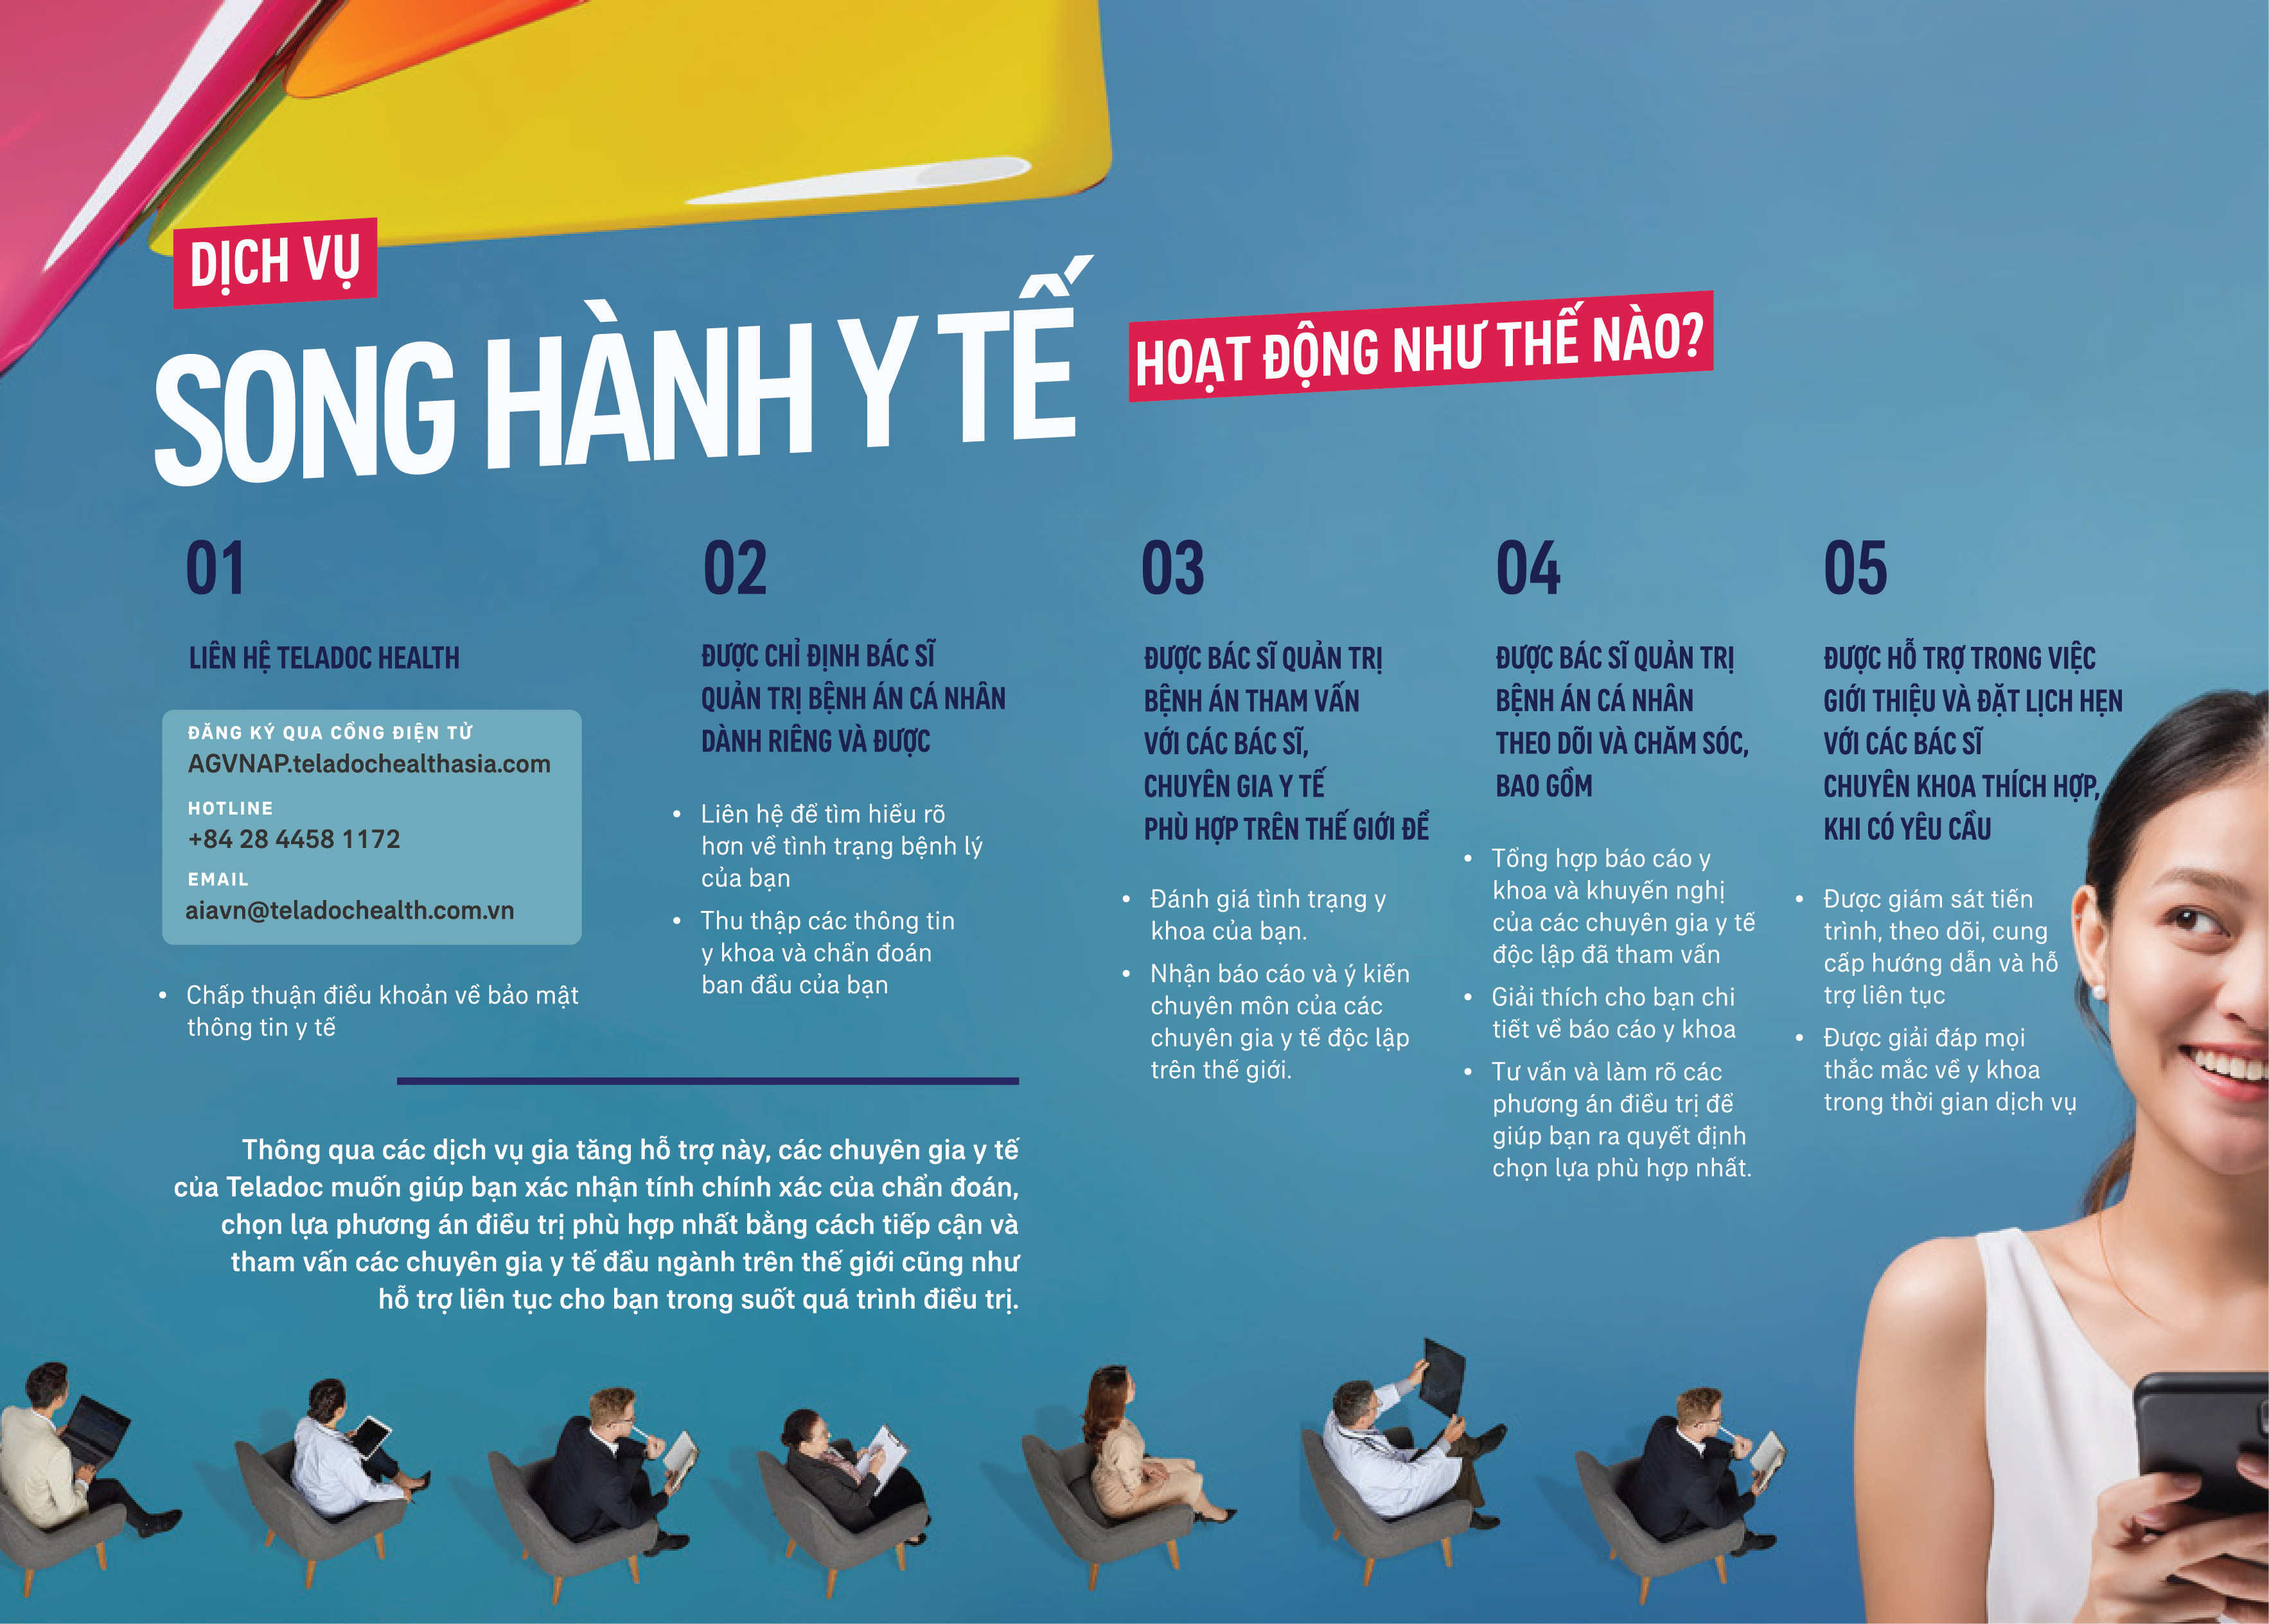 DỊCH VỤ
SONG HÀNH Y TẾ
HOẠT ĐỘNG NHƯ THẾ NÀO?
01
LIÊN HỆ TELADOC HEALTH
ĐĂNG KÝ QUA CỔNG ĐIỆN TỬ
AGVNAP.teladochealthasia.com
HOTLINE
+84 28 4458 1172
EMAIL
aiavn@teladochealth.com.vn
• Chấp thuận điều khoản về bảo mật
thông tin y tế
02
ĐƯỢC CHỈ ĐỊNH BÁC SĨ
QUẢN TRỊ BỆNH ÁN CÁ NHÂN
DÀNH RIÊNG VÀ ĐƯỢC
• Liên hệ để tìm hiểu rõ
hơn về tình trạng bệnh lý
của bạn
• Thu thập các thông tin
y khoa và chẩn đoán
ban đầu của bạn
03
ĐƯỢC BÁC SĨ QUẢN TRỊ
BỆNH ÁN THAM VẤN
VỚI CÁC BÁC SĨ,
CHUYÊN GIA Y TẾ
PHÙ HỢP TRÊN THẾ GIỚI ĐỂ
• Đánh giá tình trạng y
khoa của bạn.
• Nhận báo cáo và ý kiến
chuyên môn của các
chuyên gia y tế độc lập
trên thế giới.
04
ĐƯỢC BÁC SĨ QUẢN TRỊ
BỆNH ÁN CÁ NHÂN
THEO DÕI VÀ CHĂM SÓC,
BAO GỒM
• Tổng hợp báo cáo y
khoa và khuyến nghị
của các chuyên gia y tế
độc lập đã tham vấn
• Giải thích cho bạn chi
tiết về báo cáo y khoa
• Tư vấn và làm rõ các
phương án điều trị để
giúp bạn ra quyết định
chọn lựa phù hợp nhất.
05
ĐƯỢC HỖ TRỢ TRONG VIỆC
GIỚI THIỆU VÀ ĐẶT LỊCH HẸN
VỚI CÁC BÁC SĨ
CHUYÊN KHOA THÍCH HỢP,
KHI CÓ YÊU CẦU
• Được giám sát tiến
trình, theo dõi, cung
cấp hướng dẫn và hỗ
trợ liên tục
• Được giải đáp mọi
thắc mắc về y khoa
trong thời gian dịch vụ
Thông qua các dịch vụ gia tăng hỗ trợ này, các chuyên gia y tế
của Teladoc muốn giúp bạn xác nhận tính chính xác của chẩn đoán,
chọn lựa phương án điều trị phù hợp nhất bằng cách tiếp cận và
tham vấn các chuyên gia y tế đầu ngành trên thế giới cũng như
hỗ trợ liên tục cho bạn trong suốt quá trình điều trị.